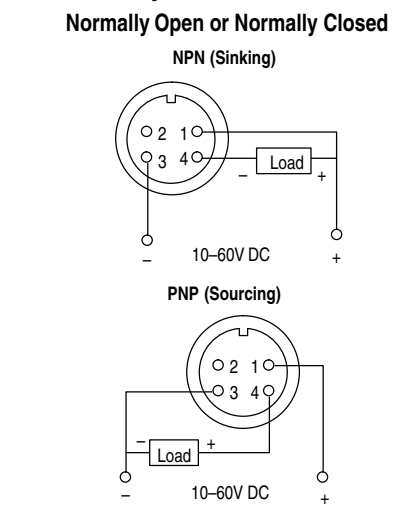 Normally Open or Normally Closed
NPN (Sinking)
2 1
3 4
Load
– +
– 10–60V DC +
PNP (Sourcing)
2 1
3 4
– +
Load
– 10–60V DC +